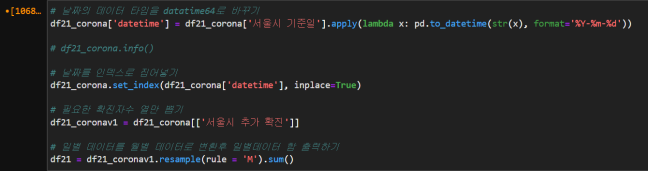 [1068…
# 날짜의 데이터 타입을 datatime64로 바꾸기
df21_corona['datetime'] = df21_corona['서울시 기준일'].apply(lambda x: pd.to_datetime(str(x), format='%Y-%m-%d'))
# df21_corona.info()
# 날짜를 인덱스로 집어넣기
df21_corona.set_index(df21_corona['datetime'], inplace=True)
# 필요한 확진자수 열만 뽑기
df21_coronav1 = df21_corona[['서울시 추가 확진']]
# 일별 데이터를 월별 데이터로 변환후 일별데이터 합 출력하기
df21 = df21_coronav1.resample(rule = 'M').sum()